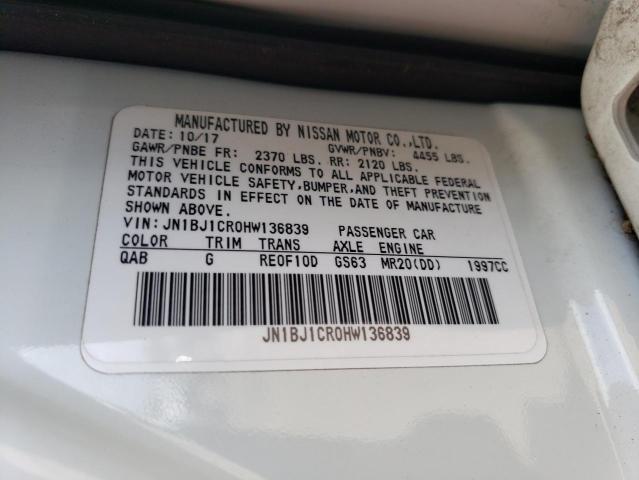 MANUFACTURED BY NISSAN MOTOR CO.,LTD.
DATE: 10/17 GVWR/PNBV: 4455 LBS.
GAWR/PNBE FR: 2370 LBS. RR: 2120 LBS.
THIS VEHICLE CONFORMS TO ALL APPLICABLE FEDERAL
MOTOR VEHICLE SAFETY,BUMPER,AND THEFT PREVENTION
STANDARDS IN EFFECT ON THE DATE OF MANUFACTURE
SHOWN ABOVE.
VIN: JN1BJ1CR0HW136839 PASSENGER CAR
COLOR TRIM TRANS AXLE ENGINE
QAB G RE0F10D GS63 MR20(DD) 1997CC
JN1BJ1CR0HW136839